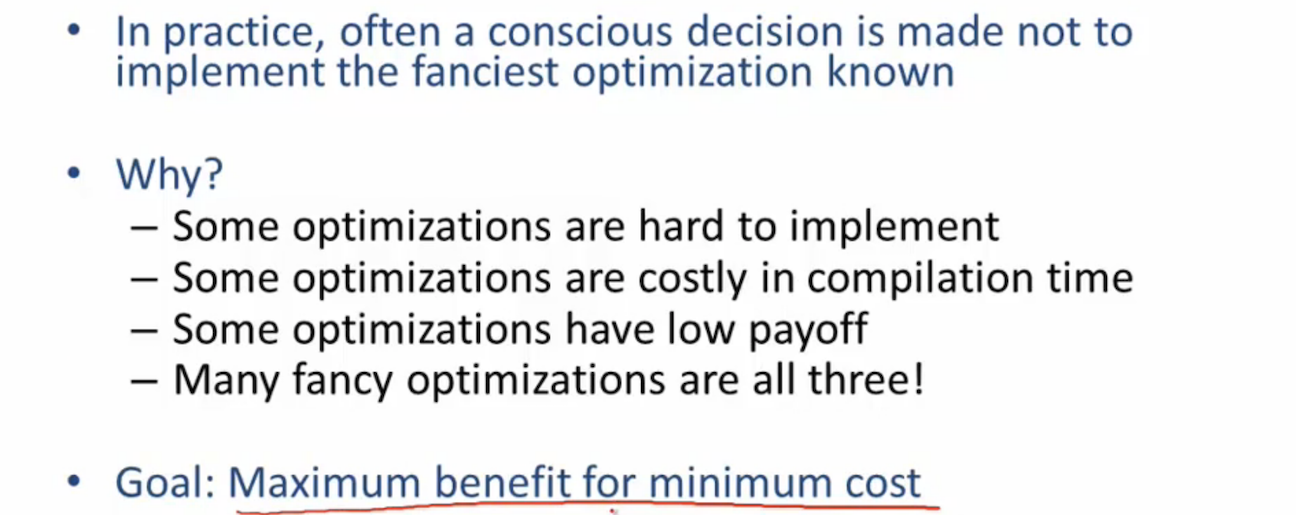 • In practice, often a conscious decision is made not to
implement the fanciest optimization known
• Why?
– Some optimizations are hard to implement
– Some optimizations are costly in compilation time
– Some optimizations have low payoff
– Many fancy optimizations are all three!
• Goal: Maximum benefit for minimum cost